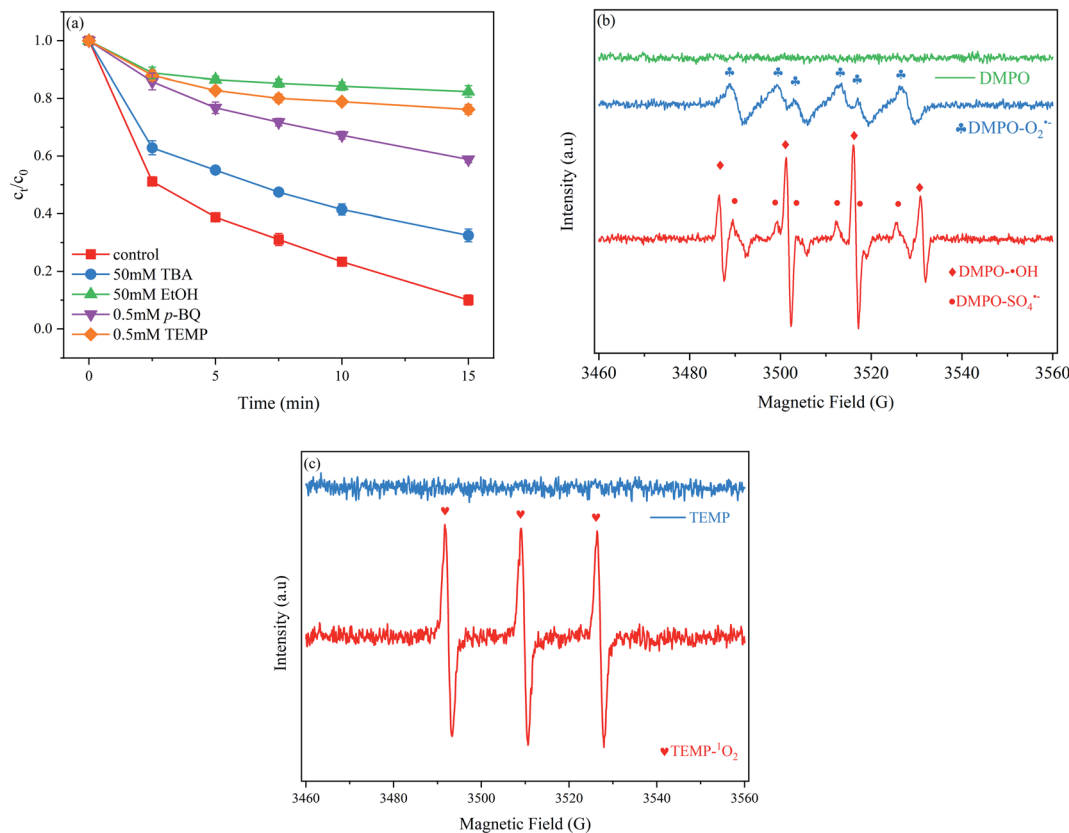 (a)
1.0
0.8
0.6
0.4
0.2
0.0
c_t/c_0
control
50mM TBA
50mM EtOH
0.5mM p-BQ
0.5mM TEMP
0 5 10 15
Time (min)
(b)
Intensity (a.u)
DMPO
♣DMPO-O₂•⁻
♦DMPO-•OH
●DMPO-SO₄•⁻
3460 3480 3500 3520 3540 3560
Magnetic Field (G)
(c)
Intensity (a.u)
TEMP
♥TEMP-¹O₂
3460 3480 3500 3520 3540 3560
Magnetic Field (G)